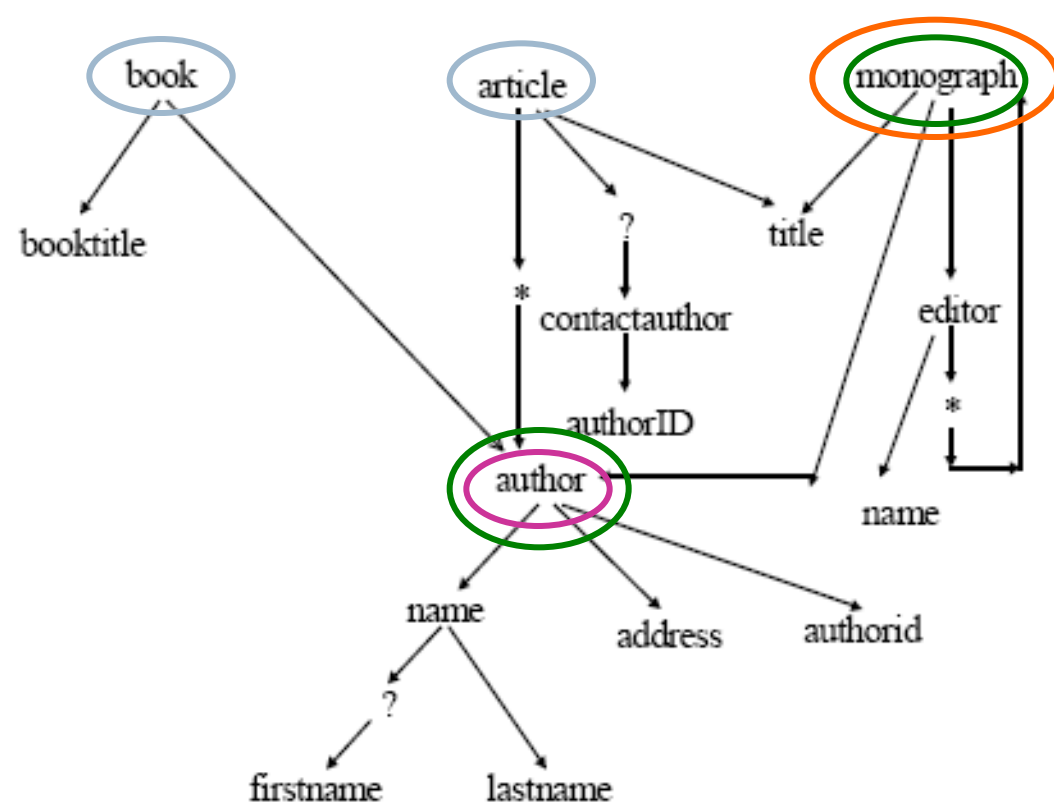 book
article
monograph
?
title
booktitle
*
contactauthor
editor
*
authorID
author
name
name
address
authorid
?
firstname
lastname